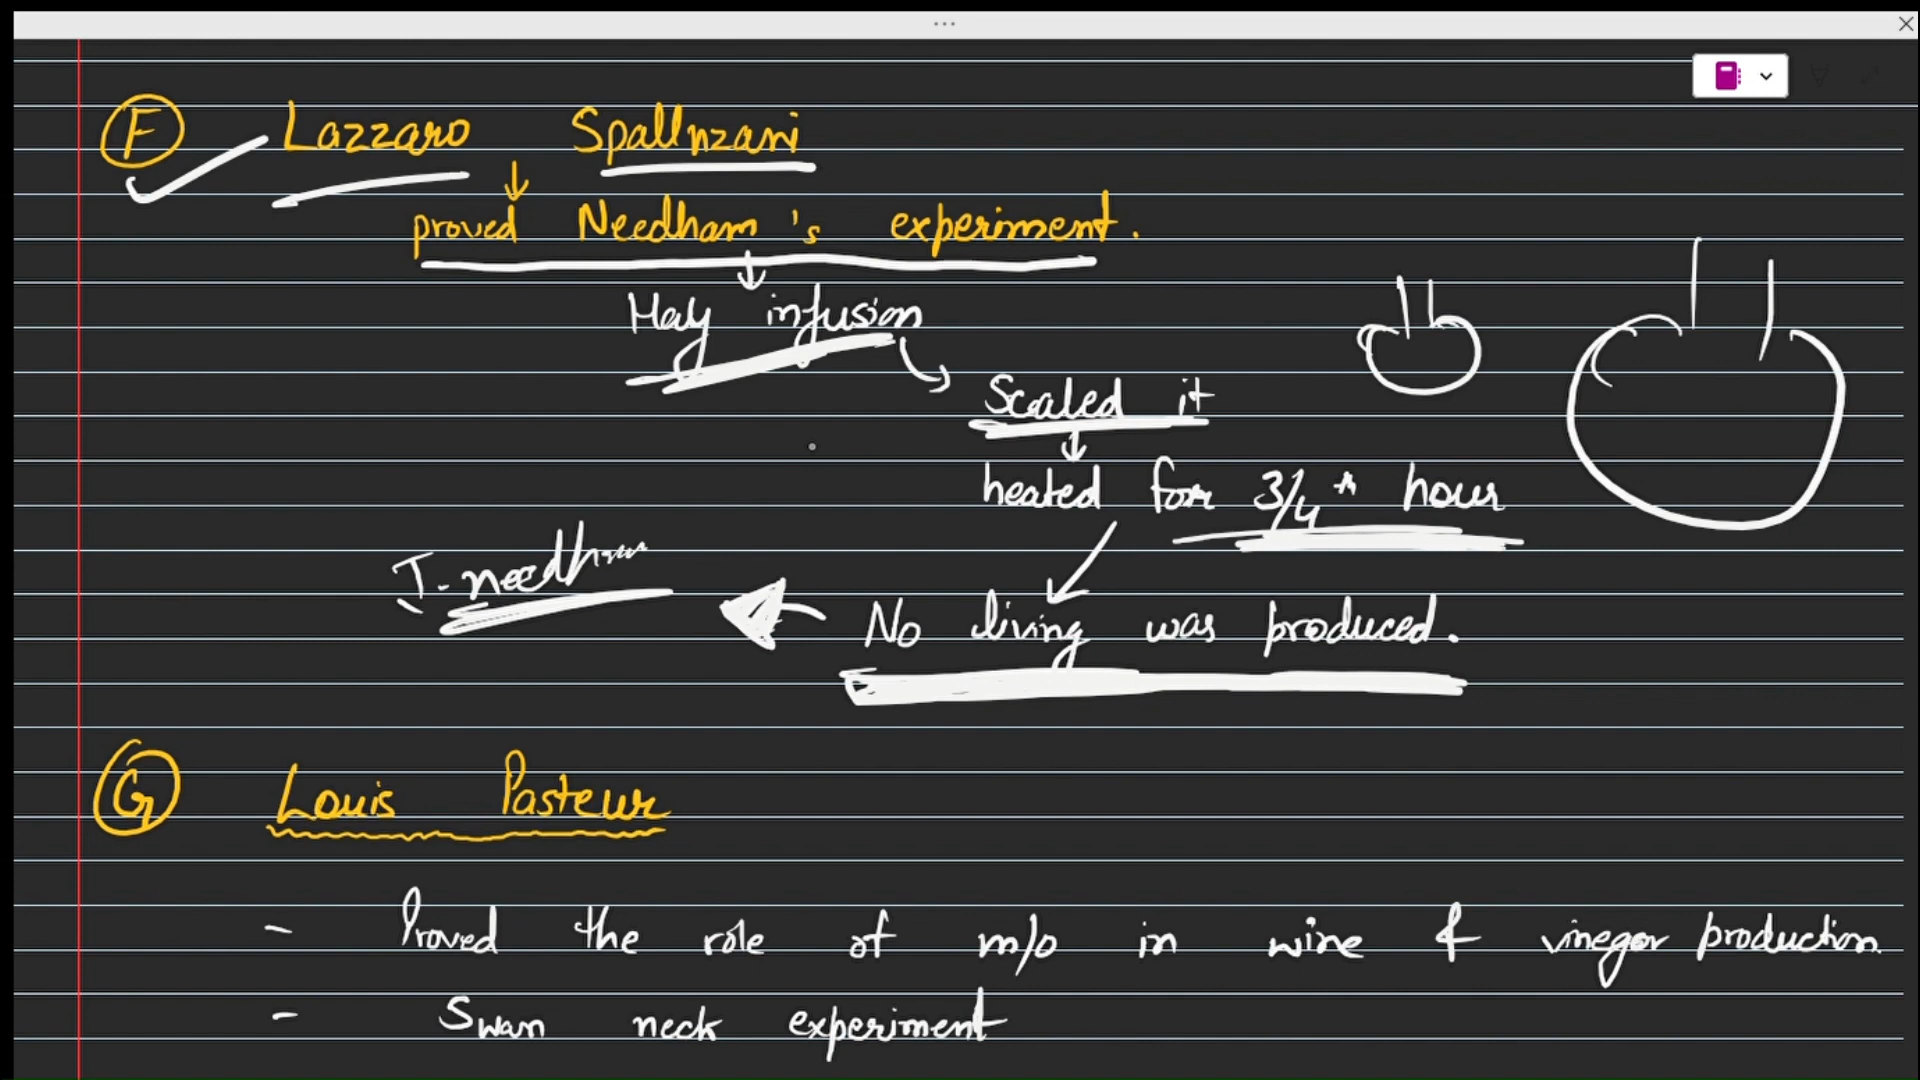 F Lazzaro Spallnzani
proved Needham's experiment.
Hay infusion
Sealed it
heated for 3/4th hour
J-needham
No living was produced.
G Louis Pasteur
- Proved the role of m/o in wine & vinegar production
- Swan neck experiment